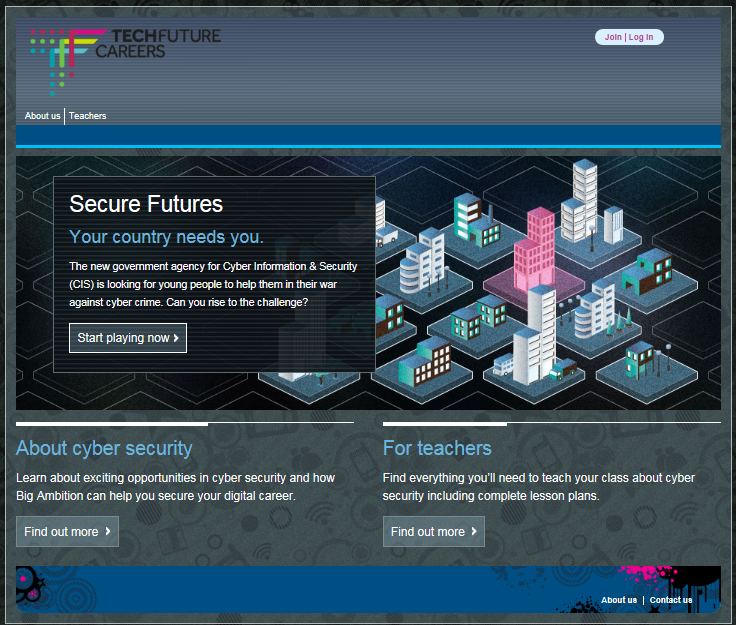 TECHFUTURE
CAREERS
Join | Log In
About us | Teachers
Secure Futures
Your country needs you.
The new government agency for Cyber Information & Security
(CIS) is looking for young people to help them in their war
against cyber crime. Can you rise to the challenge?
Start playing now ›
About cyber security
Learn about exciting opportunities in cyber security and how
Big Ambition can help you secure your digital career.
Find out more ›
For teachers
Find everything you'll need to teach your class about cyber
security including complete lesson plans.
Find out more ›
About us | Contact us